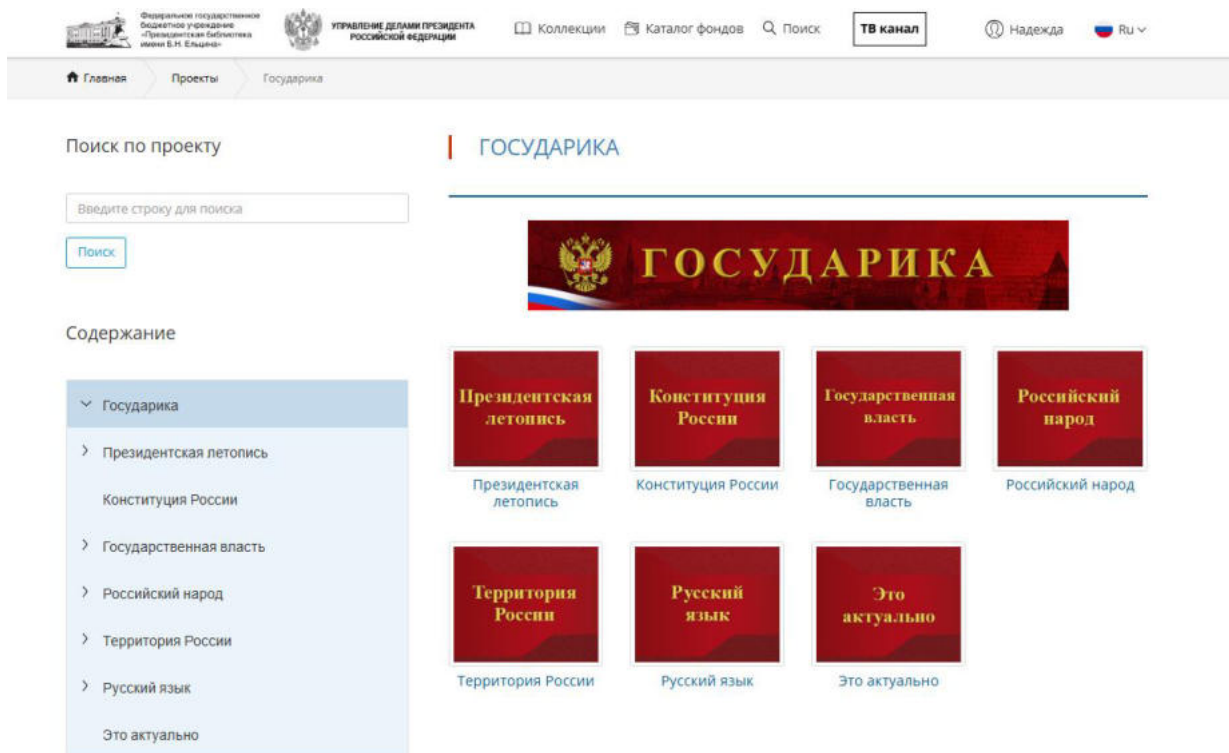 Федеральное государственное
бюджетное учреждение
«Президентская библиотека
имени Б.Н. Ельцина»
УПРАВЛЕНИЕ ДЕЛАМИ ПРЕЗИДЕНТА
РОССИЙСКОЙ ФЕДЕРАЦИИ
Коллекции
Каталог фондов
Поиск
ТВ канал
Надежда
Ru
Главная
Проекты
Государика
Поиск по проекту
Введите строку для поиска
Поиск
Содержание
Государика
Президентская летопись
Конституция России
Государственная власть
Российский народ
Территория России
Русский язык
Это актуально
ГОСУДАРИКА
ГОСУДАРИКА
Президентская
летопись
Президентская
летопись
Конституция
России
Конституция России
Государственная
власть
Государственная
власть
Российский
народ
Российский народ
Территория
России
Территория России
Русский
язык
Русский язык
Это
актуально
Это актуально